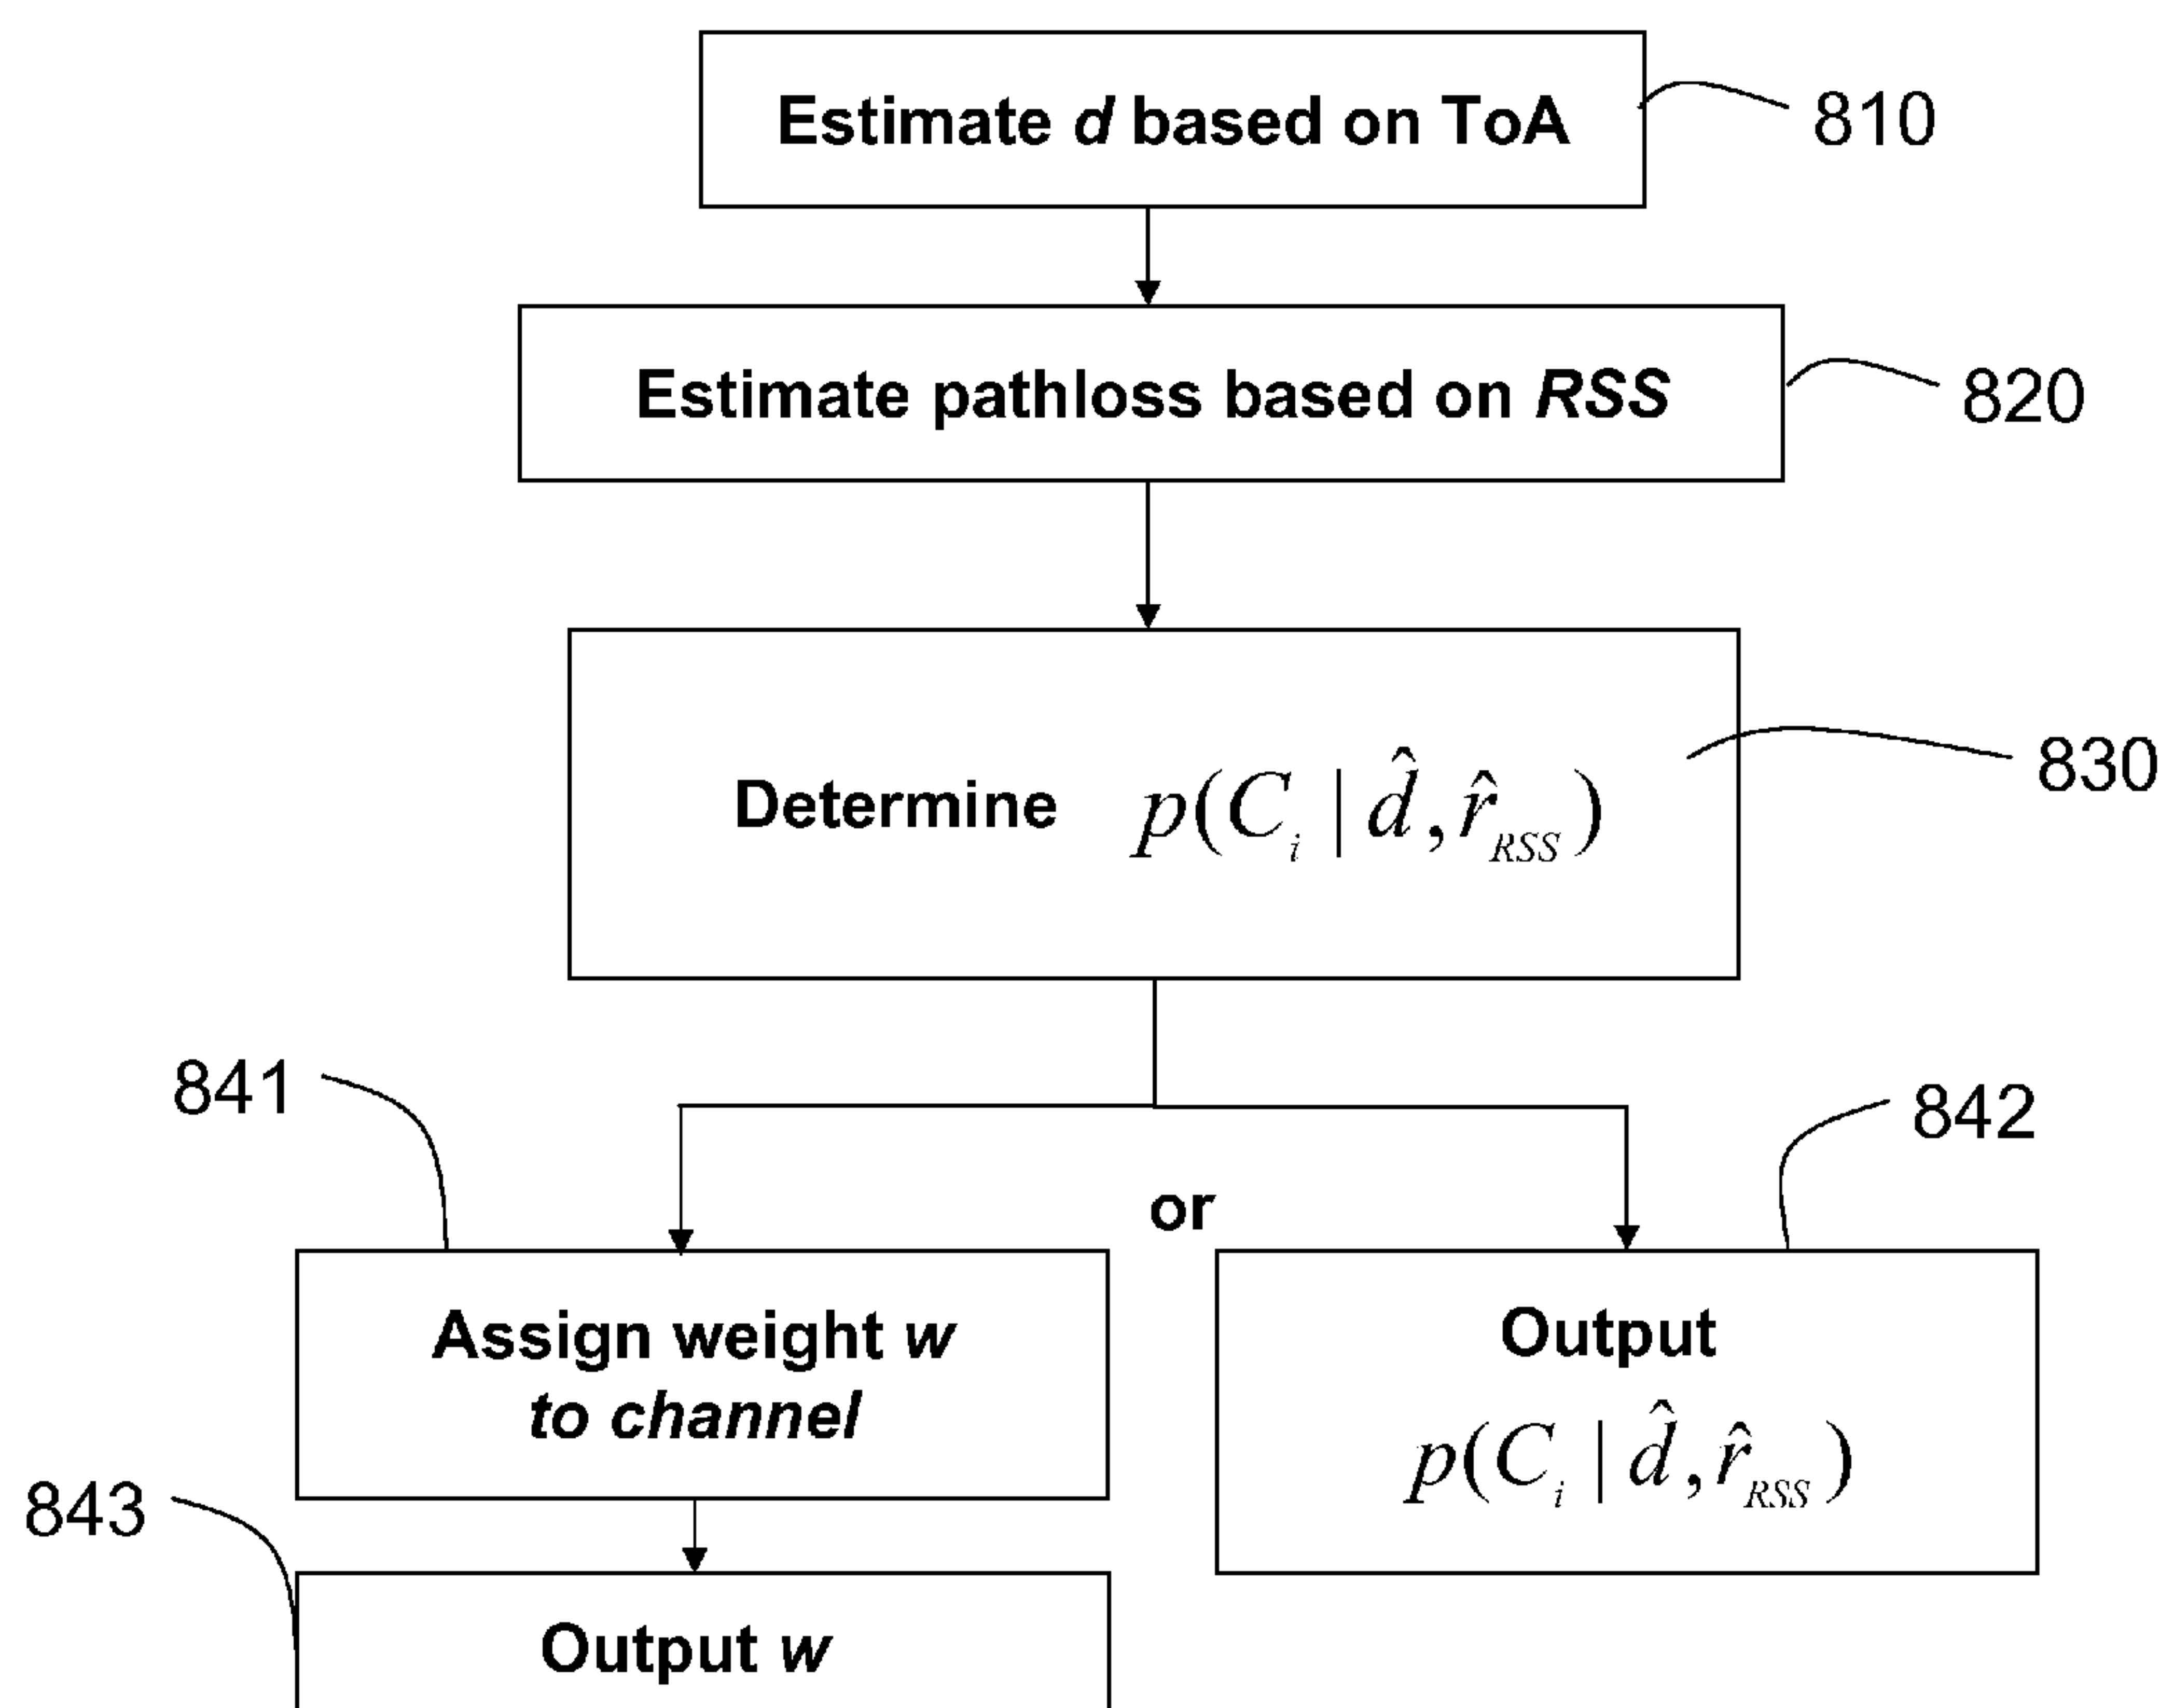 Estimate d based on ToA
810
Estimate pathloss based on RSS
820
Determine p(C_i | d̂, r̂_RSS)
830
841
842
or
Assign weight w
to channel
Output
p(C_i | d̂, r̂_RSS)
843
Output w